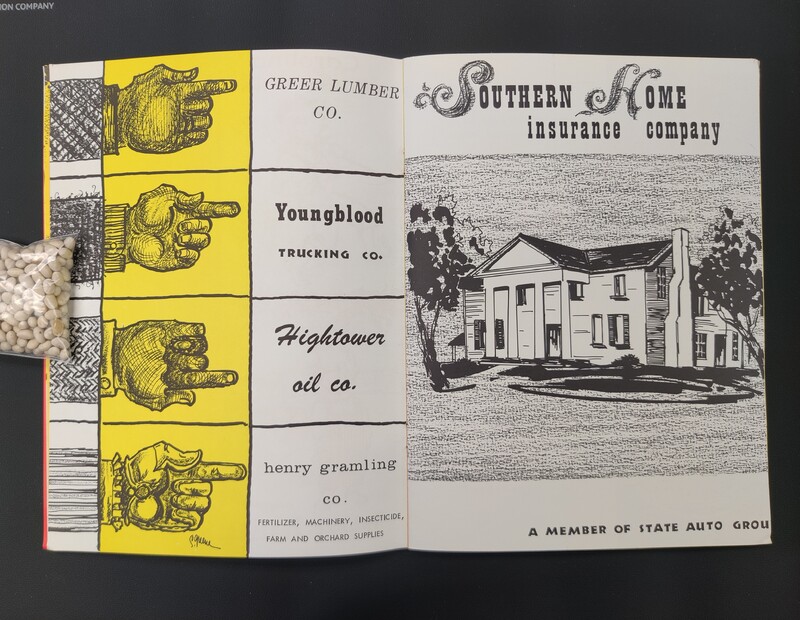 ION COMPANY
GREER LUMBER
CO.
Youngblood
TRUCKING CO.
Hightower
oil co.
henry gramling
co.
FERTILIZER, MACHINERY, INSECTICIDE,
FARM AND ORCHARD SUPPLIES
SOUTHERN HOME
insurance company
A MEMBER OF STATE AUTO GROU